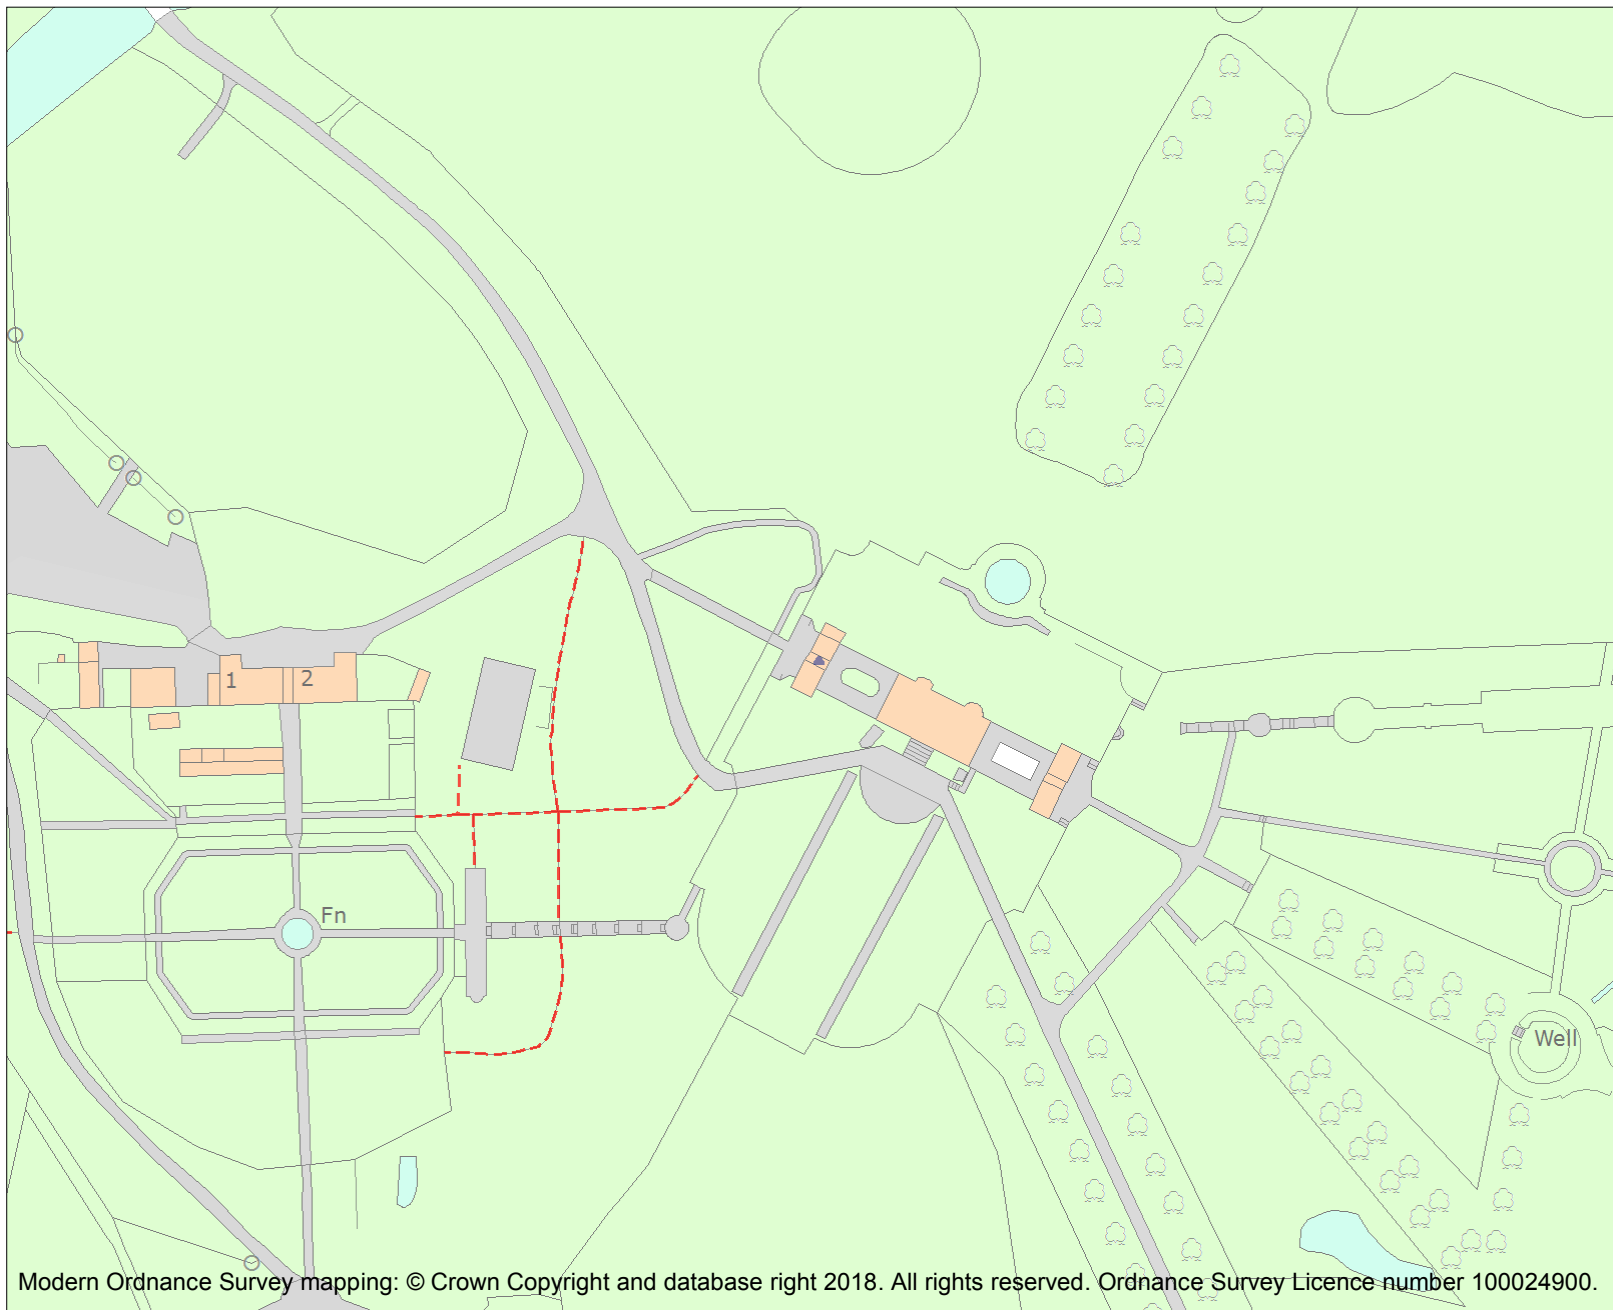 1
2
Fn
Well
Modern Ordnance Survey mapping: © Crown Copyright and database right 2018. All rights reserved. Ordnance Survey Licence number 100024900.